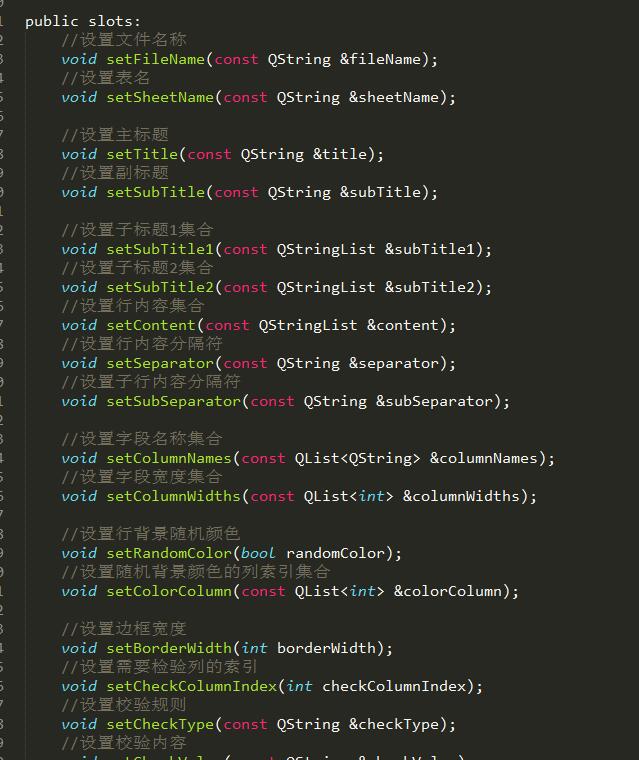 public slots:
//设置文件名称
void setFileName(const QString &fileName);
//设置表名
void setSheetName(const QString &sheetName);
//设置主标题
void setTitle(const QString &title);
//设置副标题
void setSubTitle(const QString &subTitle);
//设置子标题1集合
void setSubTitle1(const QStringList &subTitle1);
//设置子标题2集合
void setSubTitle2(const QStringList &subTitle2);
//设置行内容集合
void setContent(const QStringList &content);
//设置行内容分隔符
void setSeparator(const QString &separator);
//设置子行内容分隔符
void setSubSeparator(const QString &subSeparator);
//设置字段名称集合
void setColumnNames(const QList<QString> &columnNames);
//设置字段宽度集合
void setColumnWidths(const QList<int> &columnWidths);
//设置行背景随机颜色
void setRandomColor(bool randomColor);
//设置随机背景颜色的列索引集合
void setColorColumn(const QList<int> &colorColumn);
//设置边框宽度
void setBorderWidth(int borderWidth);
//设置需要检验列的索引
void setCheckColumnIndex(int checkColumnIndex);
//设置校验规则
void setCheckType(const QString &checkType);
//设置校验内容